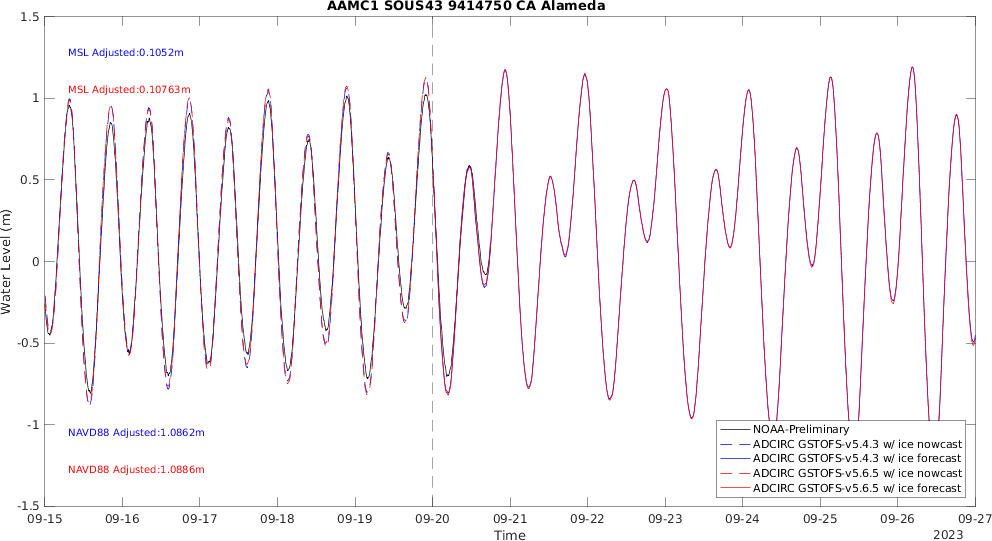 AAMC1 SOUS43 9414750 CA Alameda
1.5
1
0.5
0
-0.5
-1
-1.5
Water Level (m)
MSL Adjusted:0.1052m
MSL Adjusted:0.10763m
NAVD88 Adjusted:1.0862m
NAVD88 Adjusted:1.0886m
NOAA-Preliminary
ADCIRC GSTOFS-v5.4.3 w/ ice nowcast
ADCIRC GSTOFS-v5.4.3 w/ ice forecast
ADCIRC GSTOFS-v5.6.5 w/ ice nowcast
ADCIRC GSTOFS-v5.6.5 w/ ice forecast
09-15 09-16 09-17 09-18 09-19 09-20 09-21 09-22 09-23 09-24 09-25 09-26 09-27
Time
2023